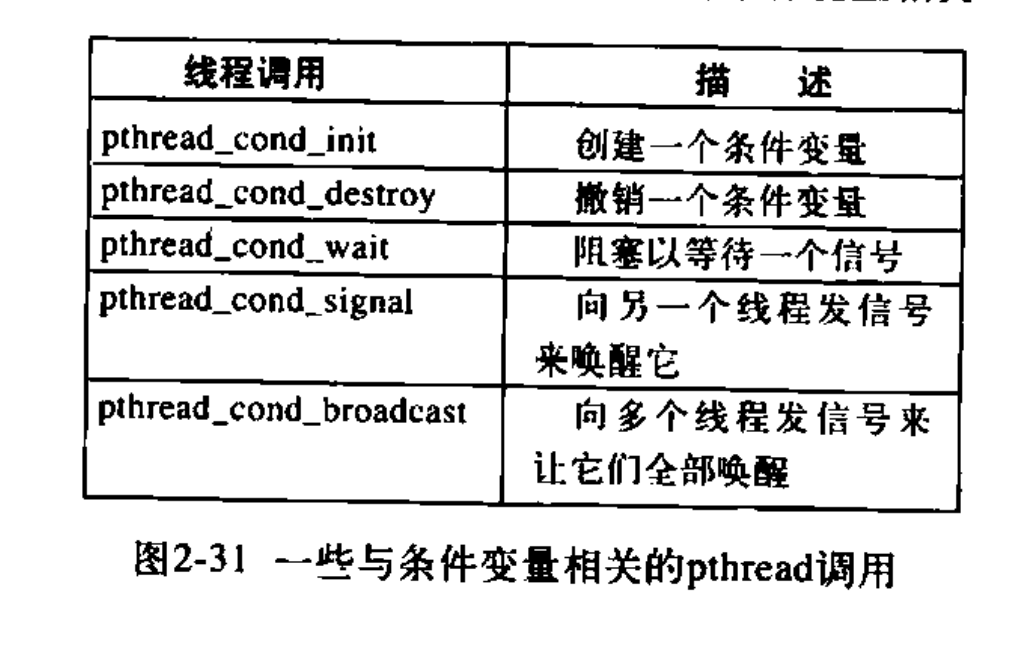 线程调用 描 述
pthread_cond_init 创建一个条件变量
pthread_cond_destroy 撤销一个条件变量
pthread_cond_wait 阻塞以等待一个信号
pthread_cond_signal 向另一个线程发信号
来唤醒它
pthread_cond_broadcast 向多个线程发信号来
让它们全部唤醒
图2-31 一些与条件变量相关的pthread调用